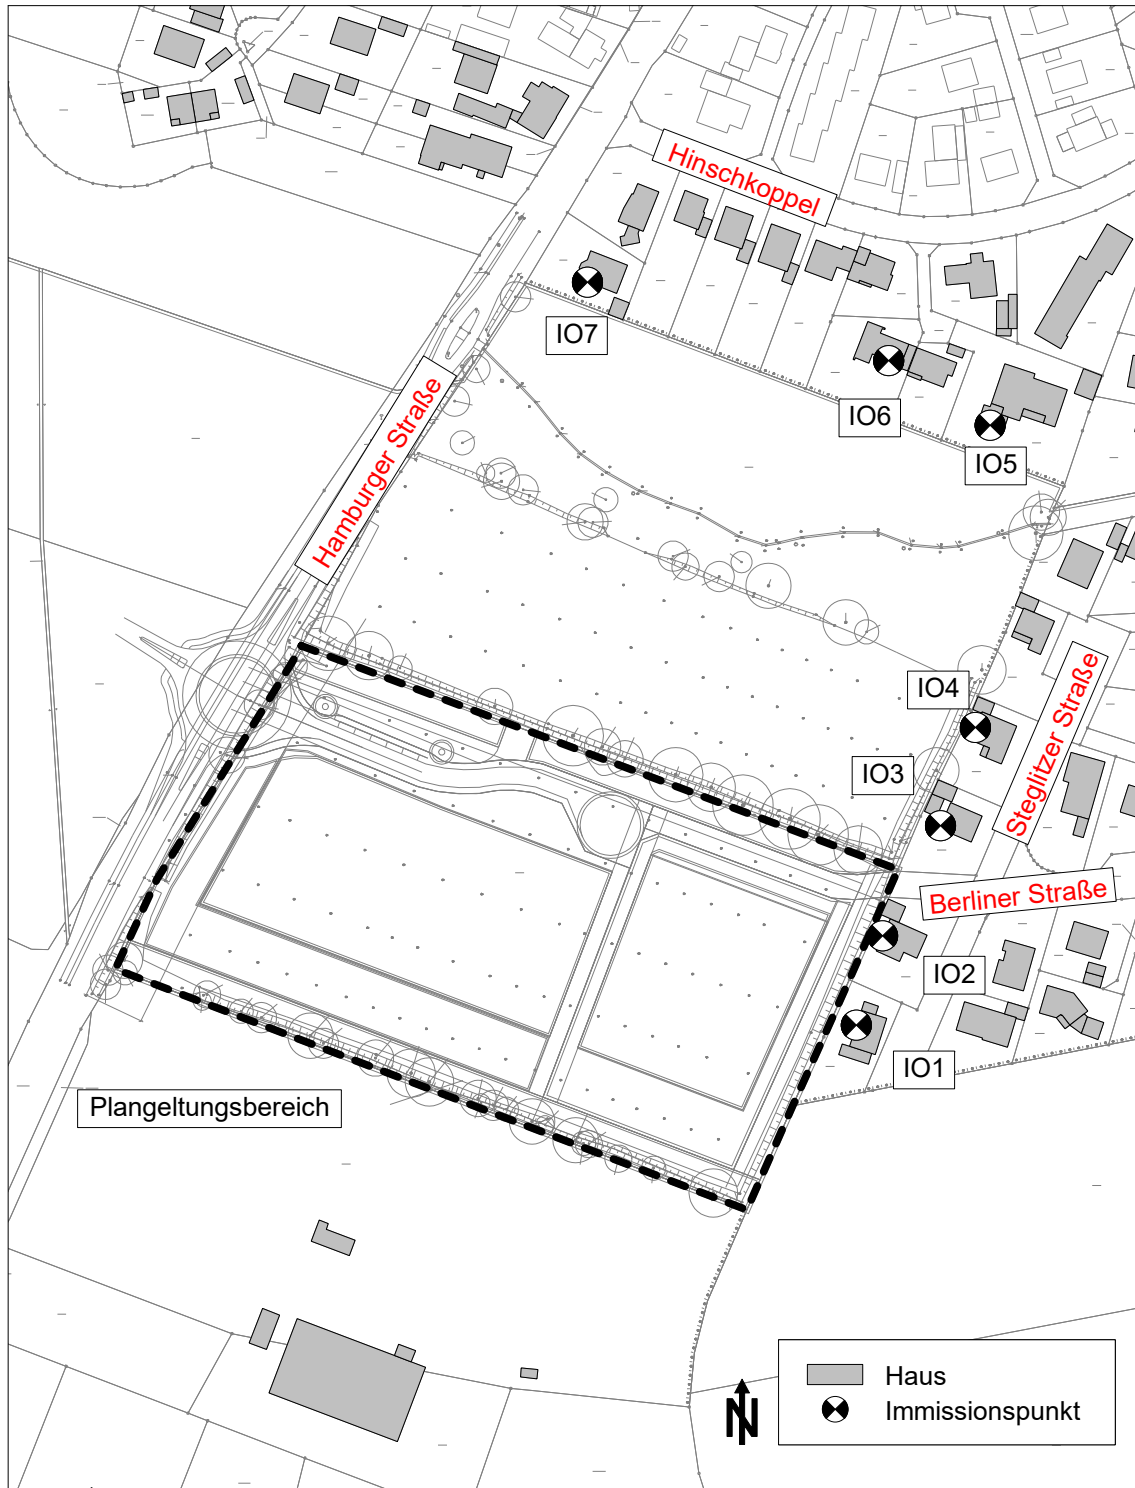 Hinschkoppel
IO7
Hamburger Straße
IO6
IO5
IO4
Steglitzer Straße
IO3
Berliner Straße
IO2
IO1
Plangeltungsbereich
Haus
N
Immissionspunkt